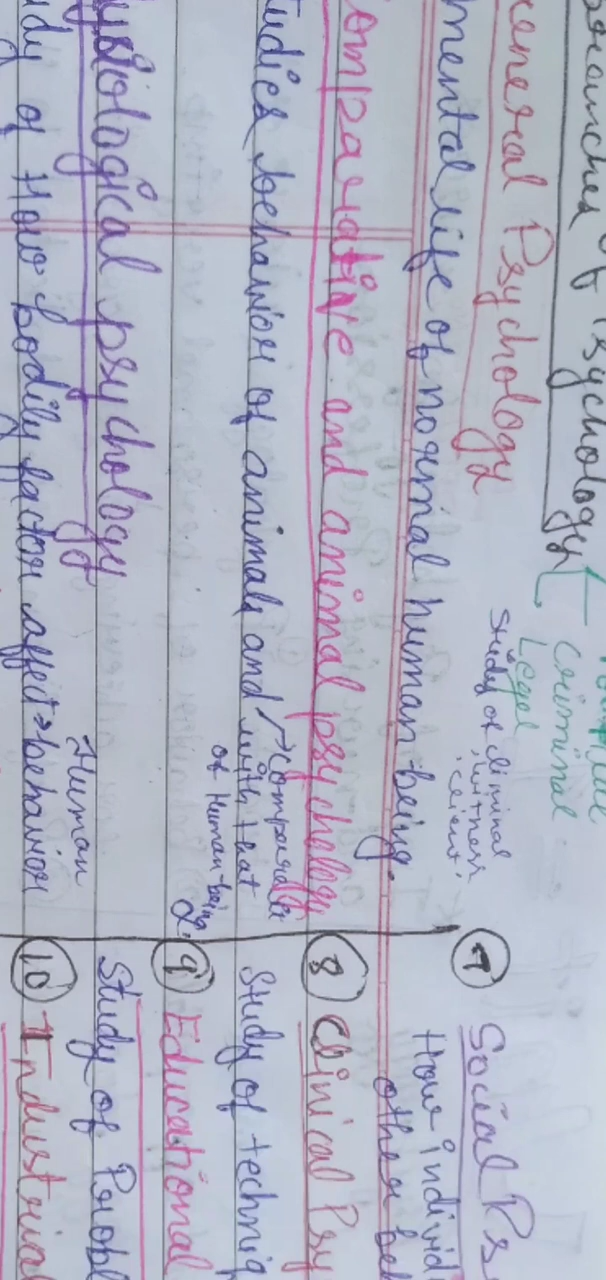 Branches of Psychology
Criminal
Legel
Study of Criminal
witness
client
General Psychology
mental life of normal human-being.
Comparative and animal psychology
studies behavior of animals and
compare
with that
of Human-being
Physiological psychology
Human
Study of How bodily factor affect behavior
7 Social Ps
How individ
other be
8 Clinical Psy
Study of techniq
9 Educational
Study of Probl
10 Industrial